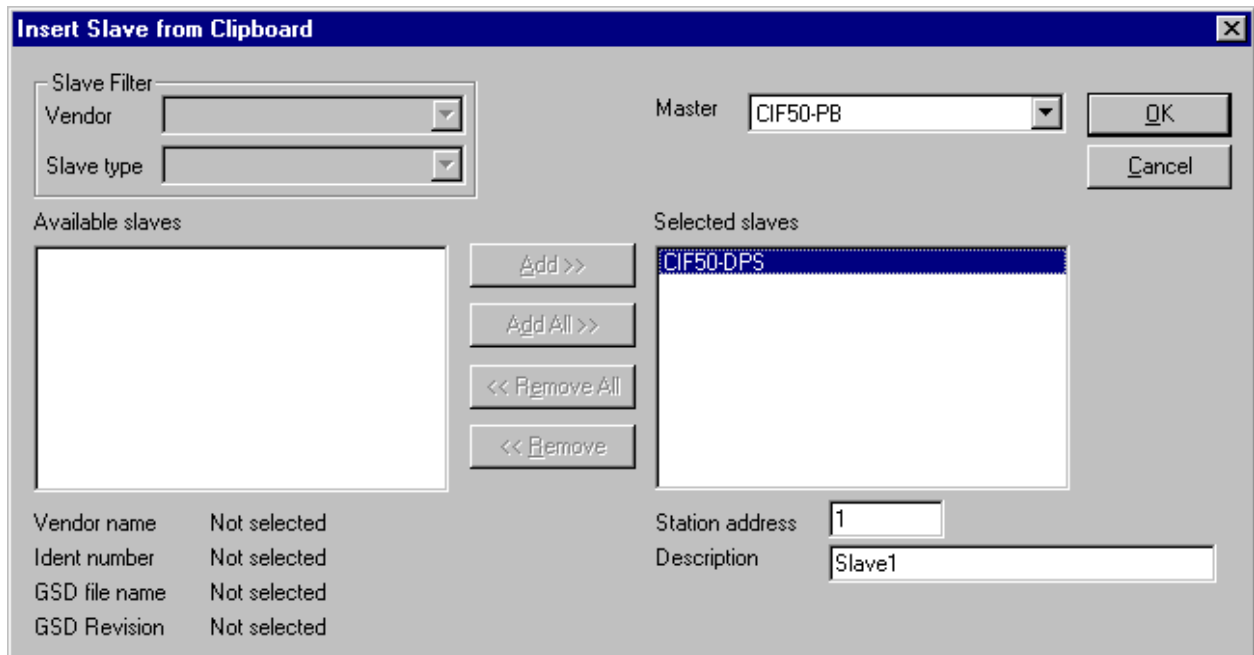 Insert Slave from Clipboard
Slave Filter
Vendor
Slave type
Master CIF50-PB
OK
Cancel
Available slaves
Selected slaves
CIF50-DPS
Add >>
Add All >>
<< Remove All
<< Remove
Vendor name Not selected
Ident number Not selected
GSD file name Not selected
GSD Revision Not selected
Station address 1
Description Slave1